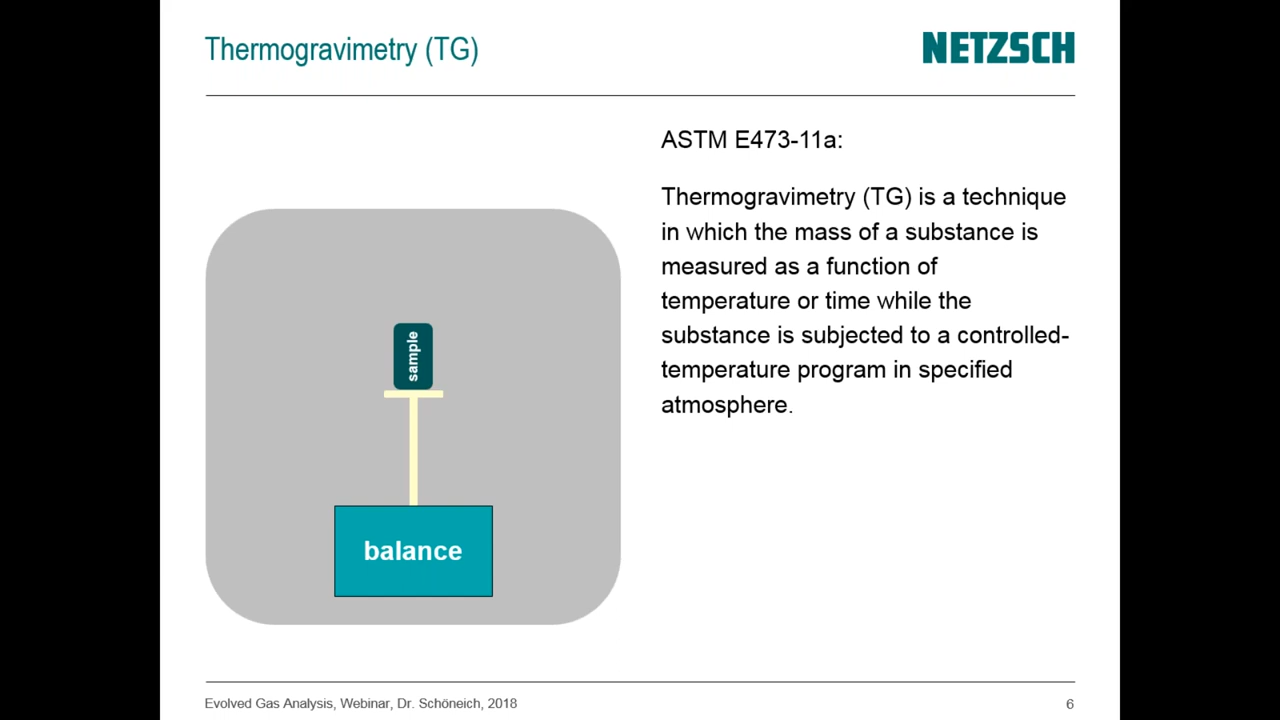 Thermogravimetry (TG)
NETZSCH
ASTM E473-11a:
Thermogravimetry (TG) is a technique
in which the mass of a substance is
measured as a function of
temperature or time while the
substance is subjected to a controlled-
temperature program in specified
atmosphere.
sample
balance
Evolved Gas Analysis, Webinar, Dr. Schöneich, 2018
6